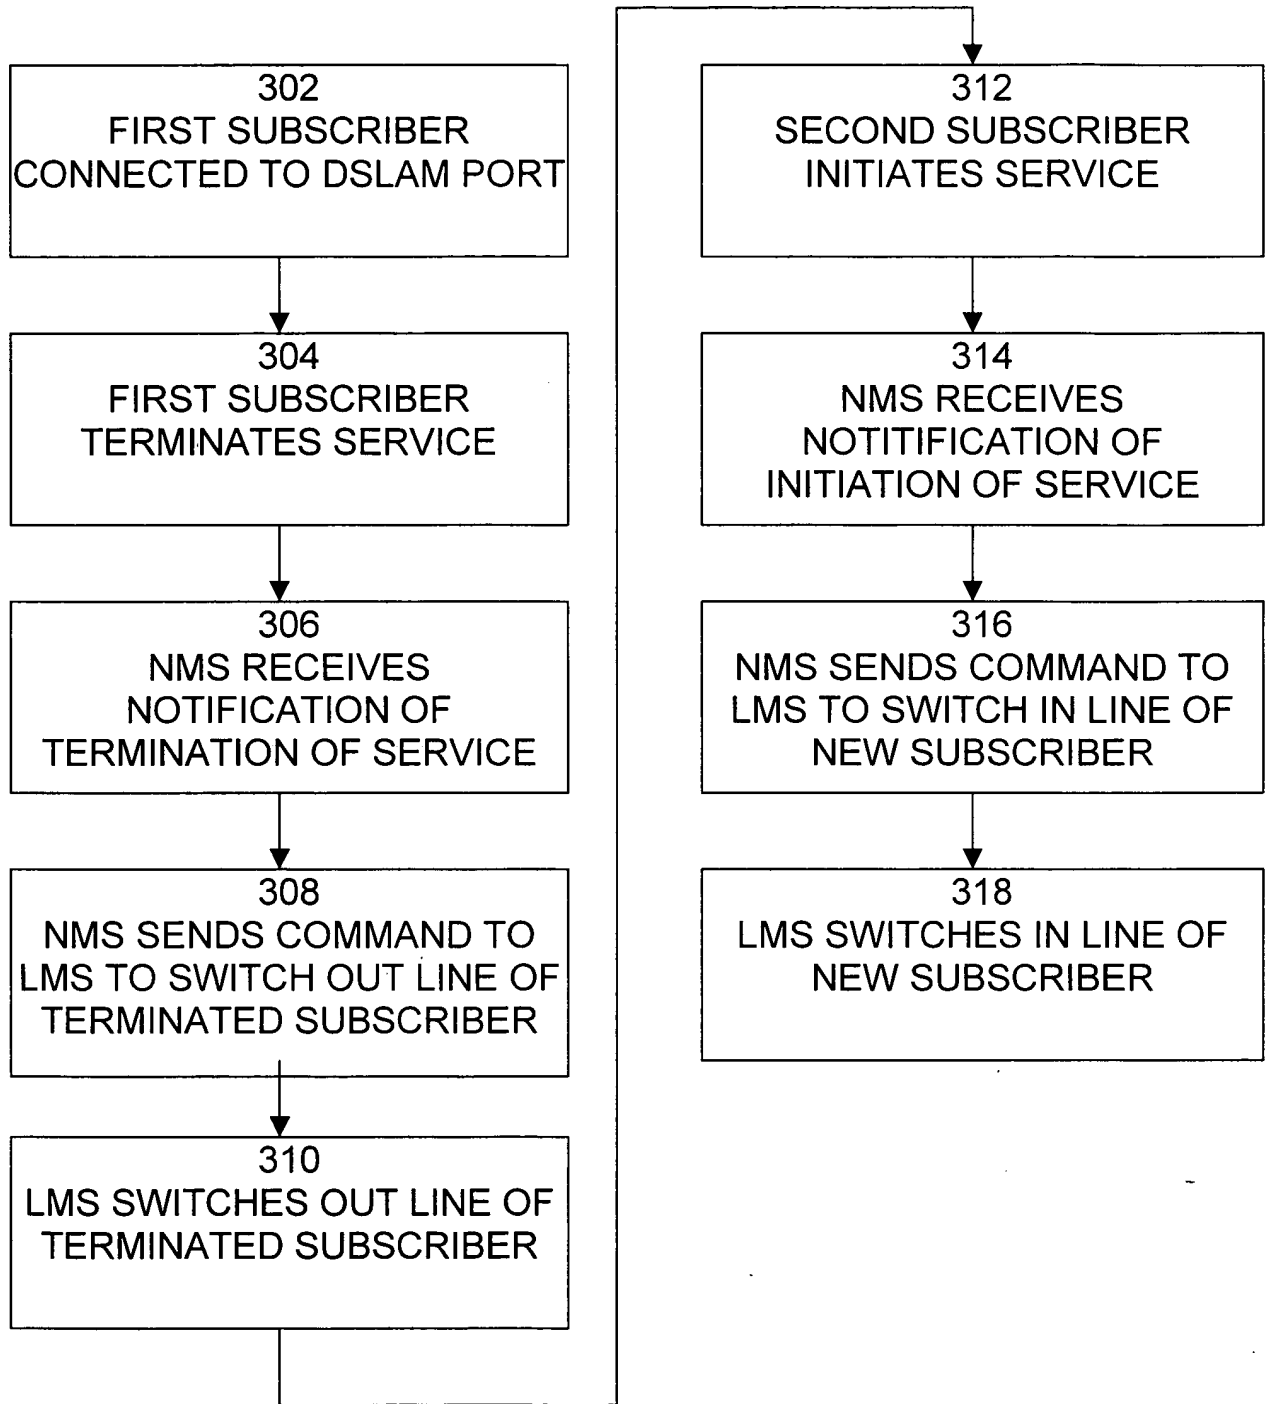 302
FIRST SUBSCRIBER
CONNECTED TO DSLAM PORT
304
FIRST SUBSCRIBER
TERMINATES SERVICE
306
NMS RECEIVES
NOTIFICATION OF
TERMINATION OF SERVICE
308
NMS SENDS COMMAND TO
LMS TO SWITCH OUT LINE OF
TERMINATED SUBSCRIBER
310
LMS SWITCHES OUT LINE OF
TERMINATED SUBSCRIBER
312
SECOND SUBSCRIBER
INITIATES SERVICE
314
NMS RECEIVES
NOTITIFICATION OF
INITIATION OF SERVICE
316
NMS SENDS COMMAND TO
LMS TO SWITCH IN LINE OF
NEW SUBSCRIBER
318
LMS SWITCHES IN LINE OF
NEW SUBSCRIBER